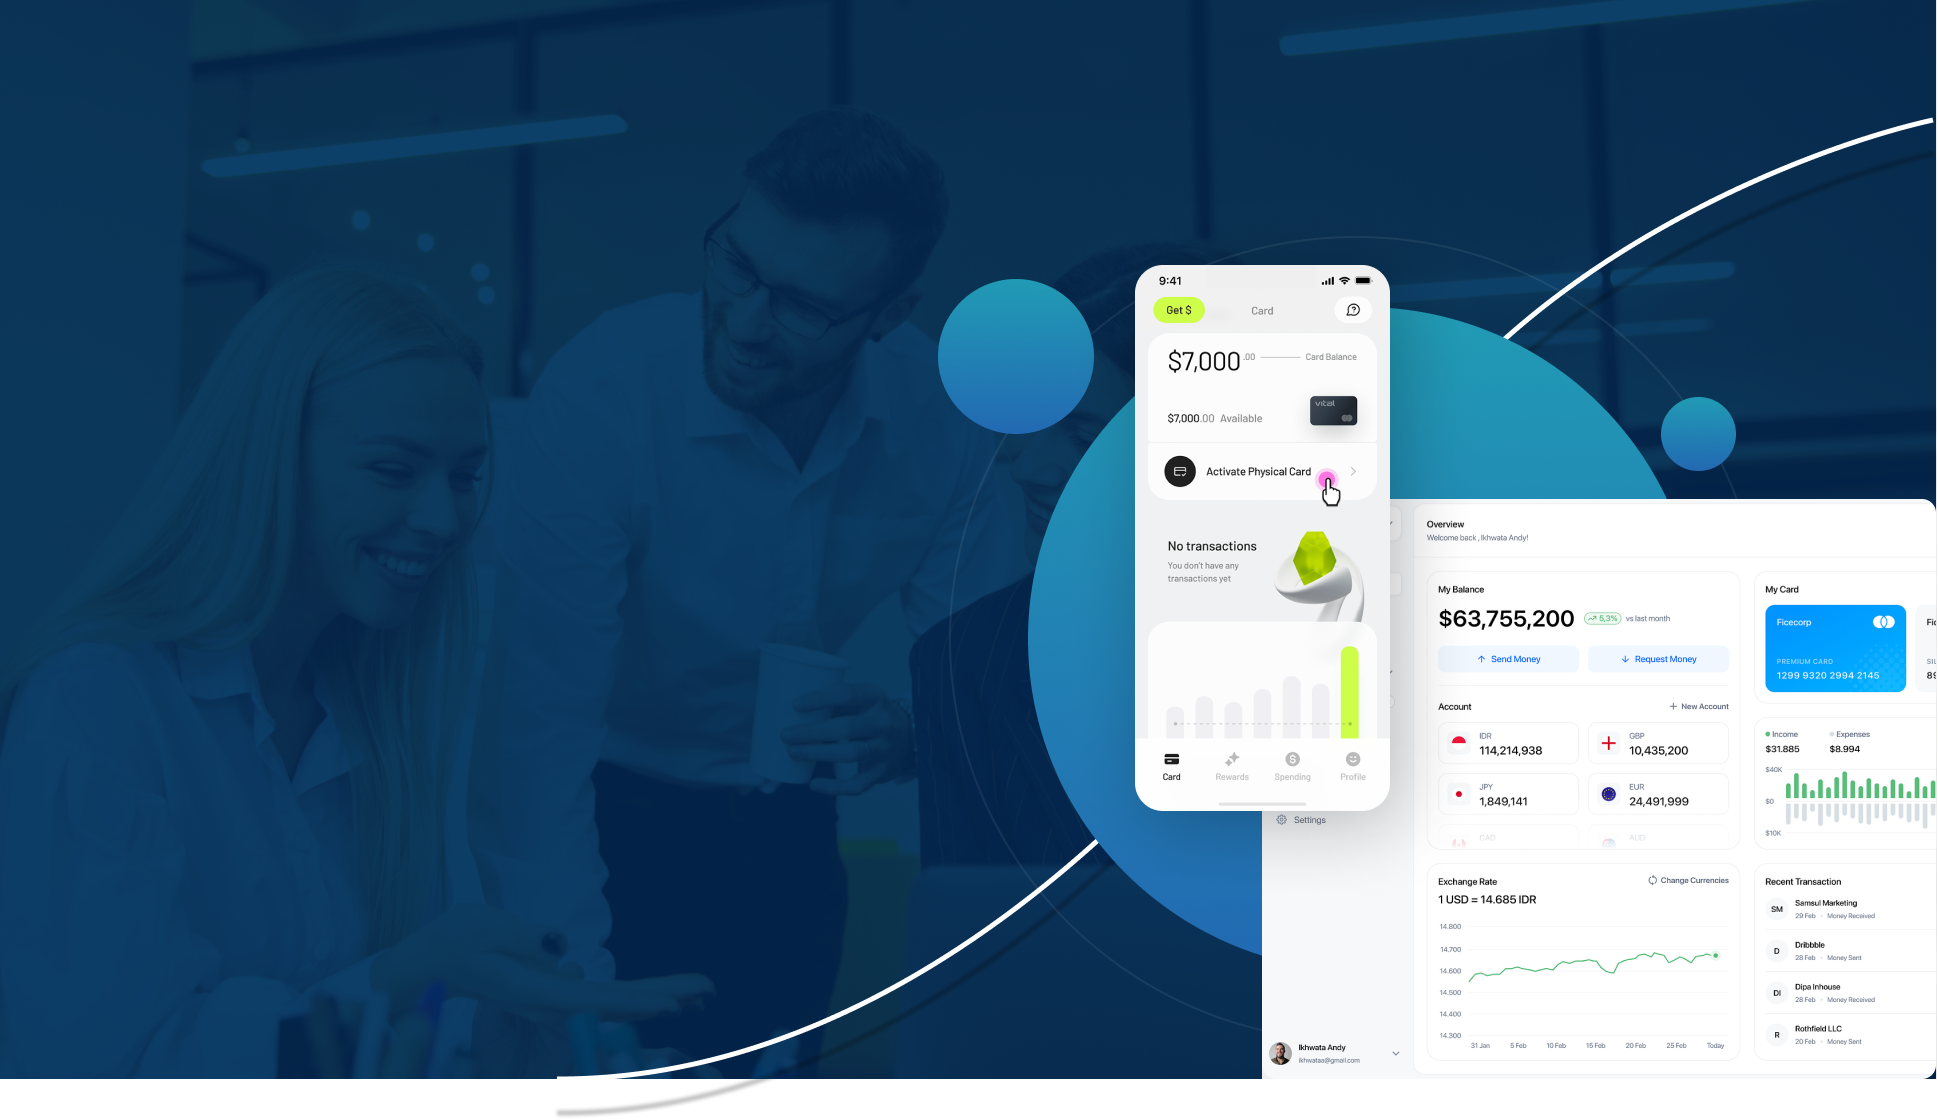 9:41
Get $
Card
$7,000.00
Card Balance
$7,000.00 Available
vital
Activate Physical Card
No transactions
You don't have any
transactions yet
Card
Rewards
Spending
Profile
Settings
Ikhwata Andy
ikhwataa@gmail.com
Overview
Welcome back , Ikhwata Andy!
My Balance
$63,755,200
5,3%
vs last month
Send Money
Request Money
Account
New Account
IDR
114,214,938
GBP
10,435,200
JPY
1,849,141
EUR
24,491,999
CAD
AUD
Exchange Rate
Change Currencies
1 USD = 14.685 IDR
14.800
14.700
14.600
14.500
14.400
14.300
31 Jan
5 Feb
10 Feb
15 Feb
20 Feb
25 Feb
Today
My Card
Ficecorp
PREMIUM CARD
1299 9320 2994 2145
Income
$31.885
Expenses
$8.994
$40K
$0
$10K
Recent Transaction
SM
Samsul Marketing
29 Feb • Money Received
D
Dribbble
28 Feb • Money Sent
DI
Dipa Inhouse
28 Feb • Money Received
R
Rothfield LLC
20 Feb • Money Sent